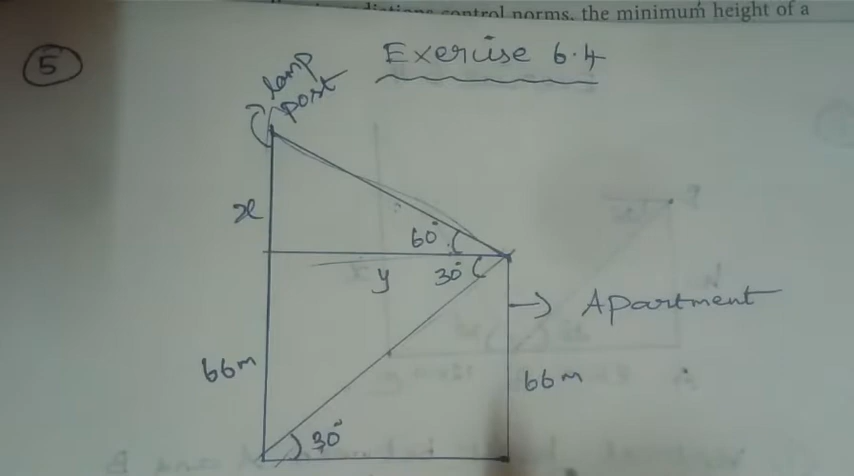 control norms, the minimum height of a
5
Exercise 6.4
lamp
post
x
60°
y
30°
Apartment
66m
66m
30°